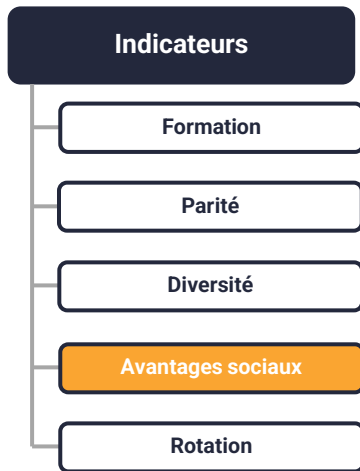 Indicateurs
Formation
Parité
Diversité
Avantages sociaux
Rotation